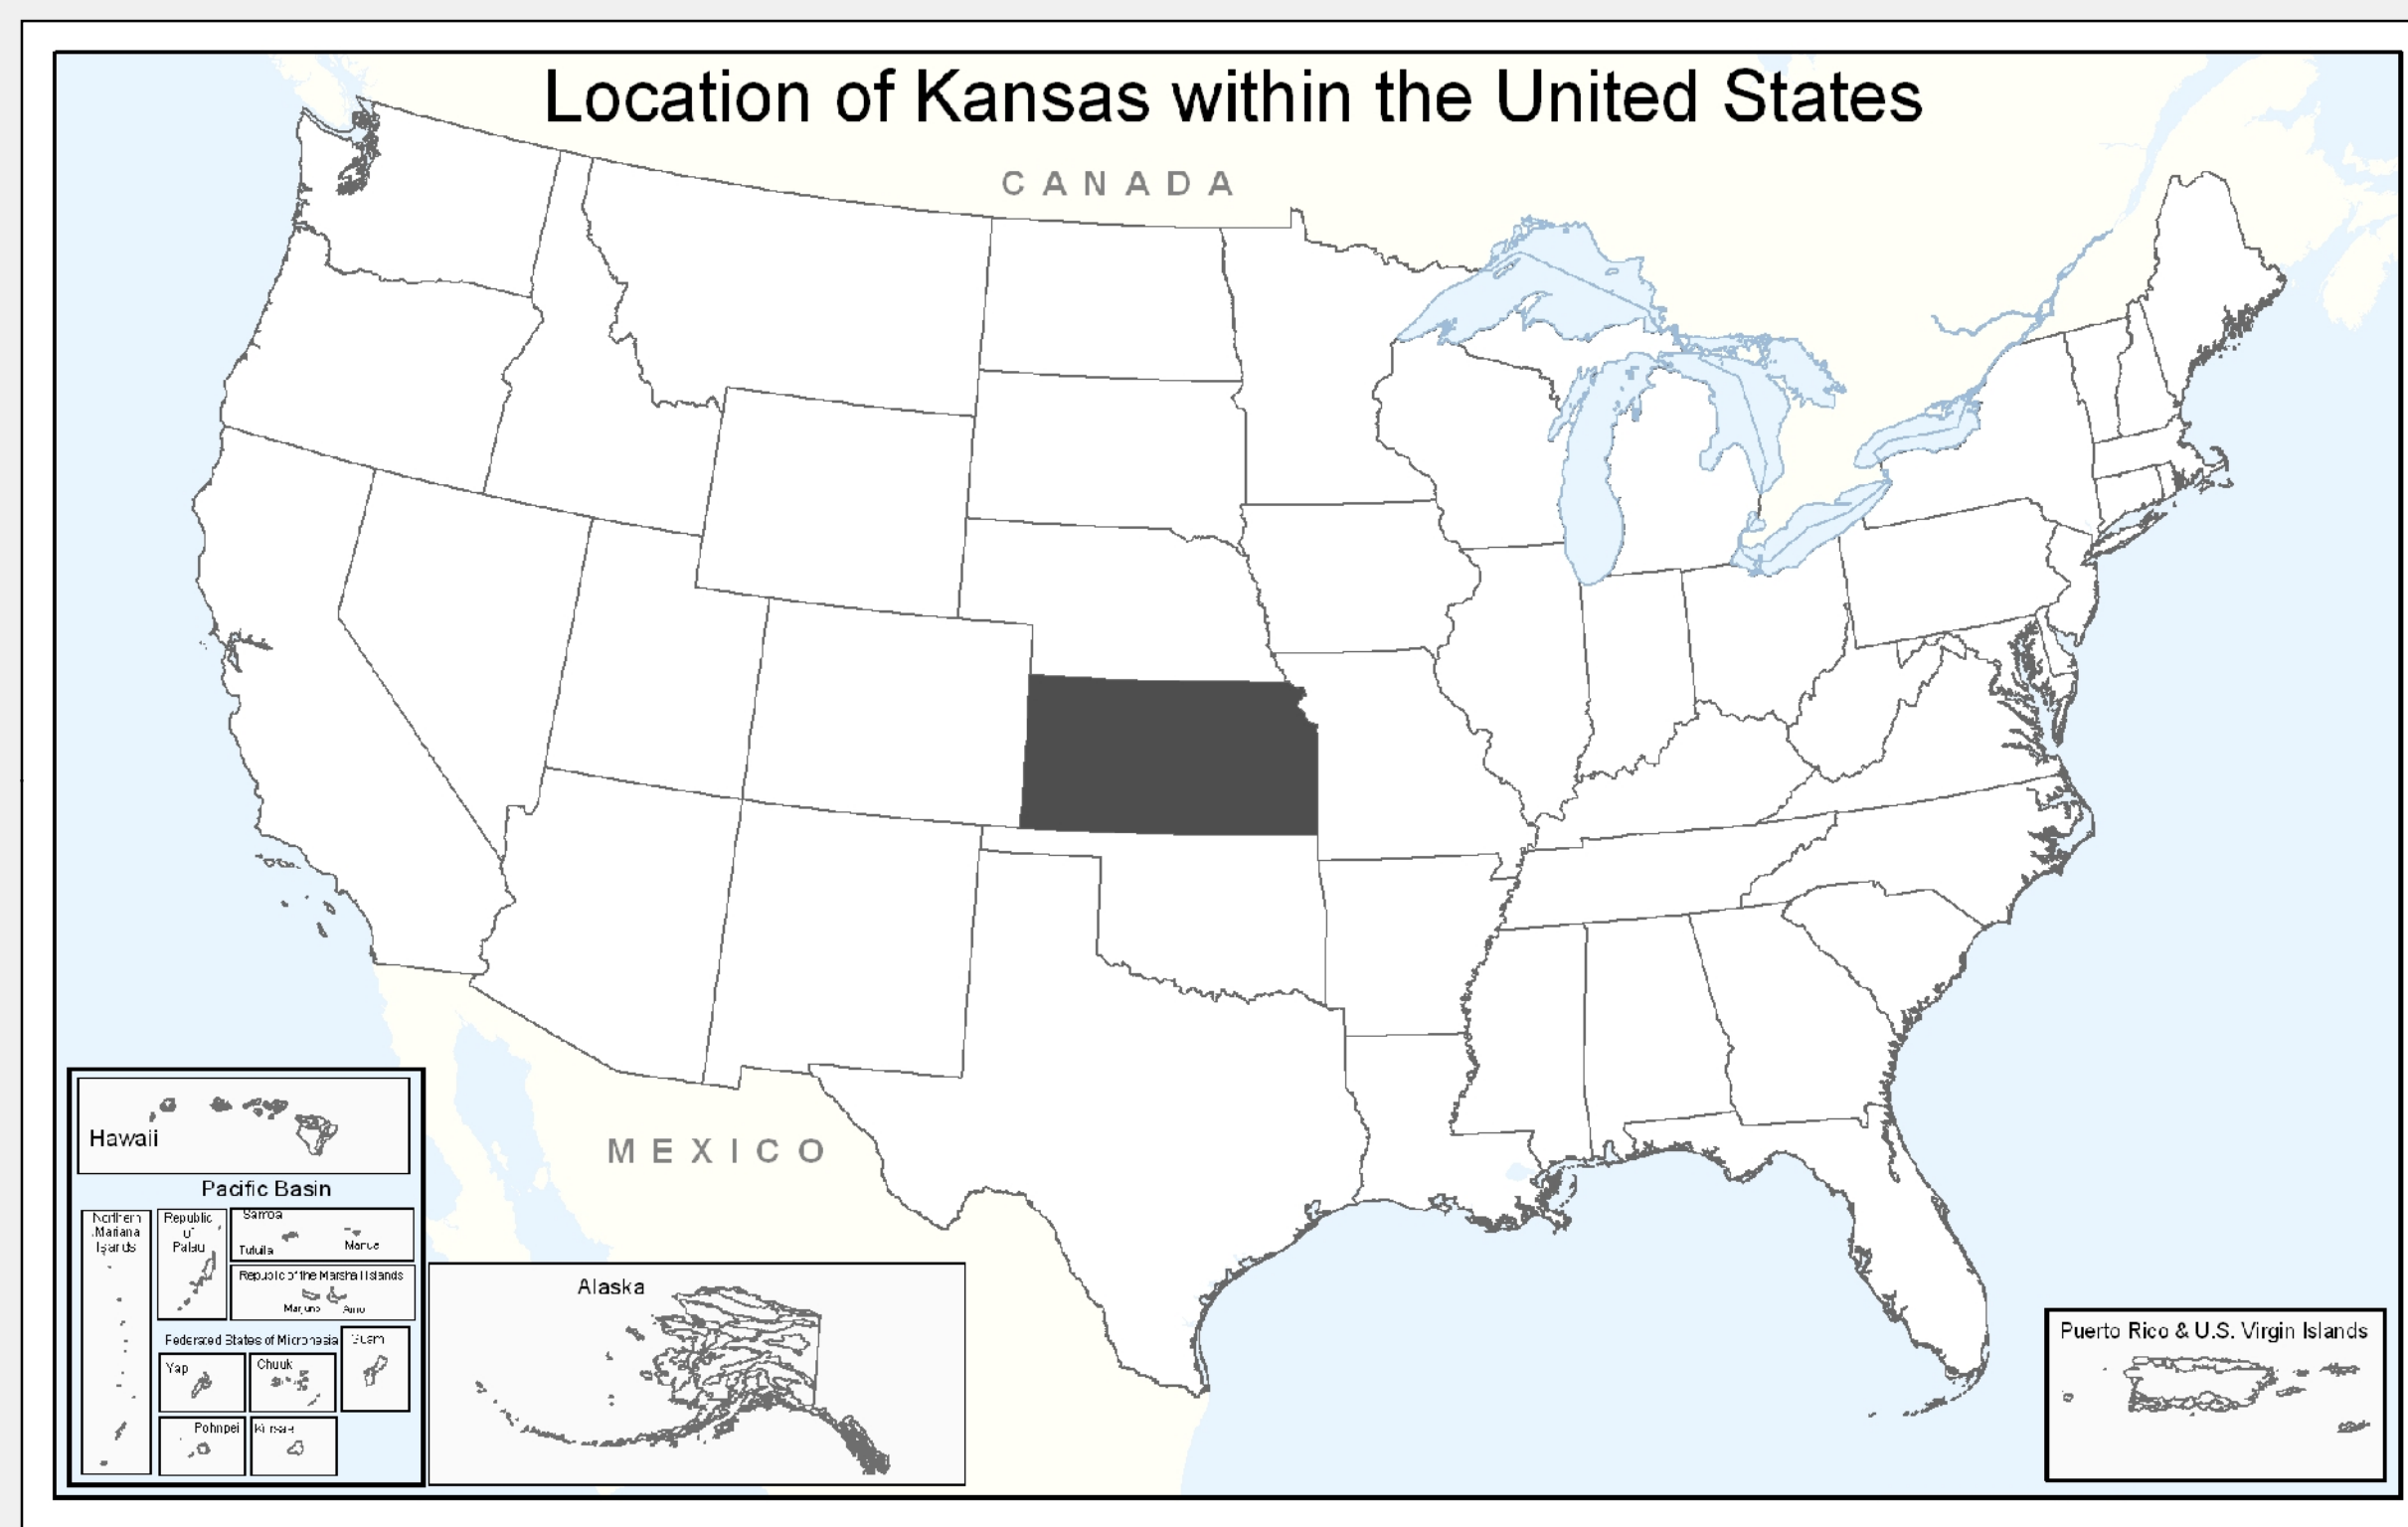 Location of Kansas within the United States
CANADA
MEXICO
Hawaii
Pacific Basin
Northern
Mariana
Islands
Republic
of
Palau
Samoa
Tutuila
Manua
Republic of the Marshall Islands
Majuro
Arno
Federated States of Micronesia
Guam
Yap
Chuuk
Pohnpei
Alaska
Puerto Rico & U.S. Virgin Islands